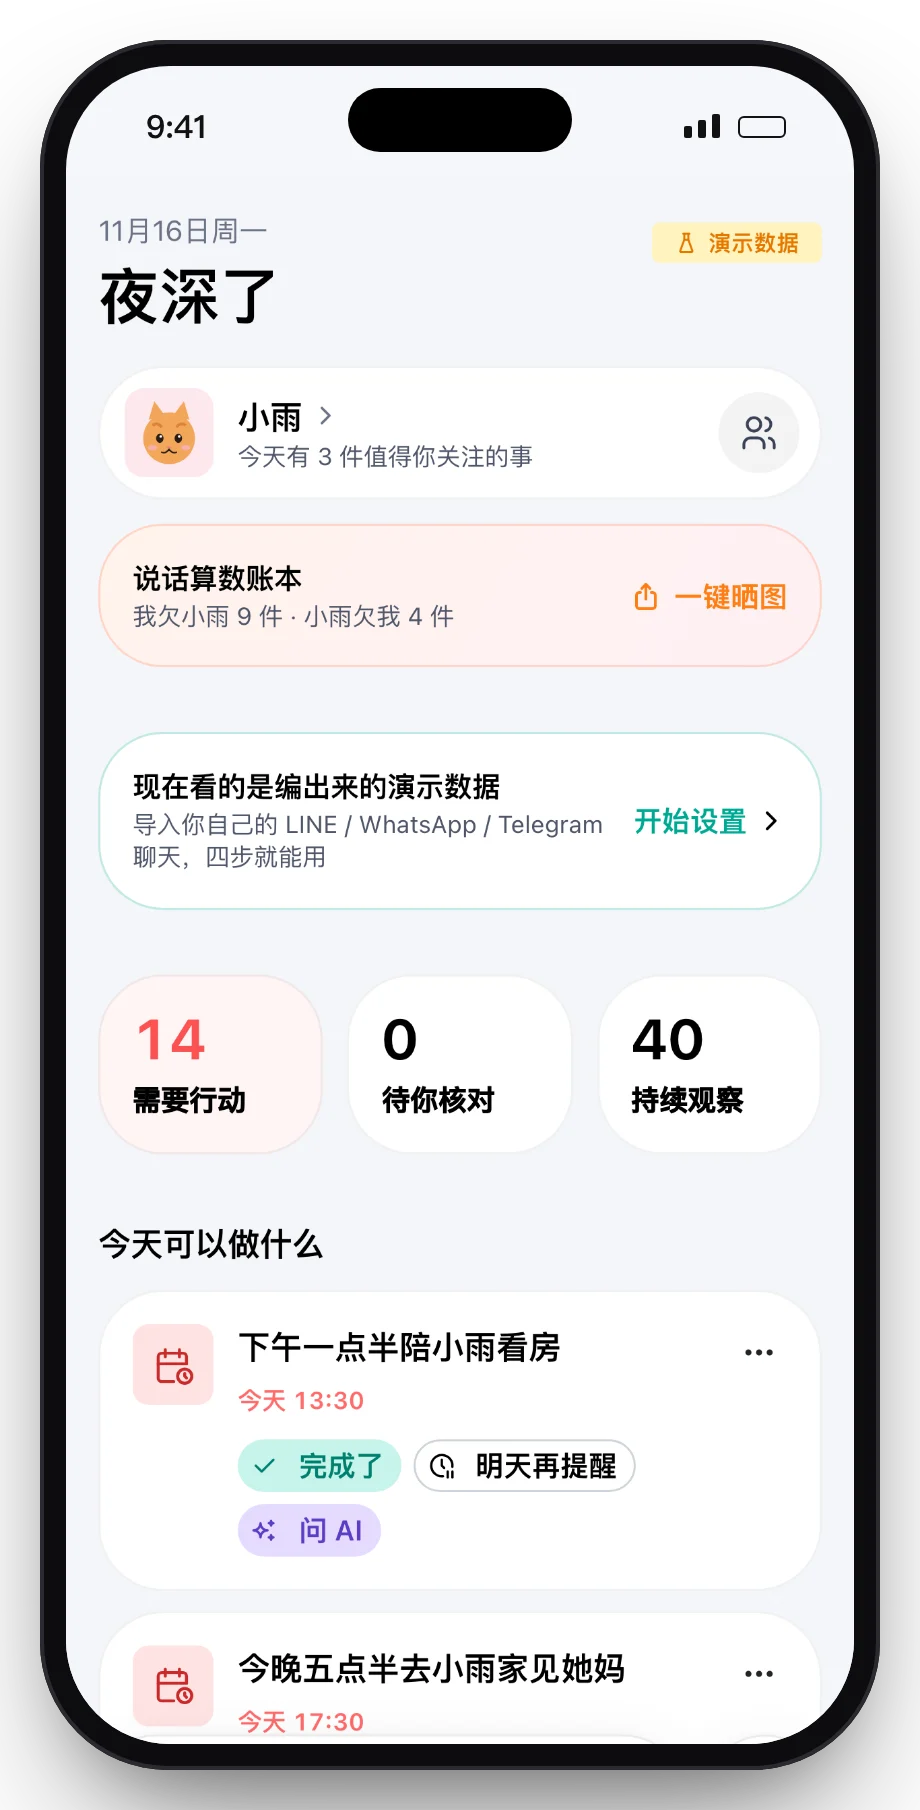 9:41
11月16日周一
演示数据
夜深了
小雨
今天有 3 件值得你关注的事
说话算数账本
我欠小雨 9 件 · 小雨欠我 4 件
一键晒图
现在看的是编出来的演示数据
导入你自己的 LINE / WhatsApp / Telegram
聊天，四步就能用
开始设置
14
需要行动
0
待你核对
40
持续观察
今天可以做什么
下午一点半陪小雨看房
今天 13:30
完成了
明天再提醒
问 AI
今晚五点半去小雨家见她妈
今天 17:30